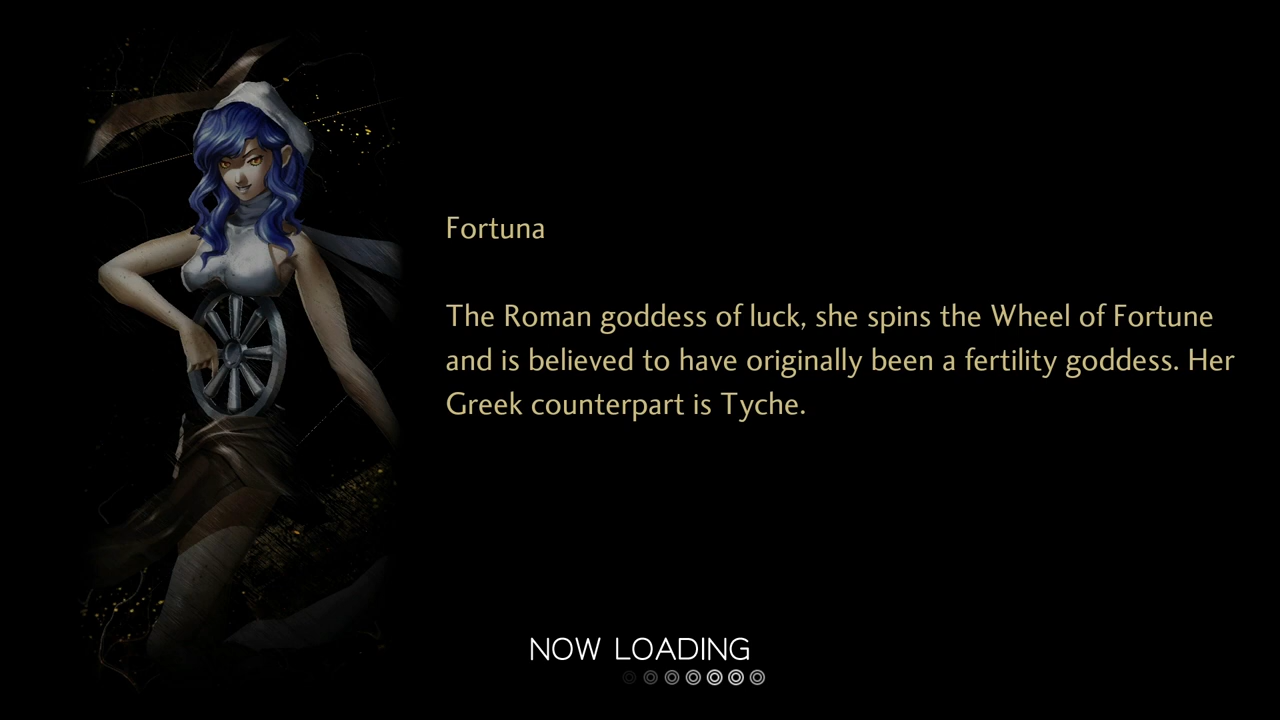 Fortuna
The Roman goddess of luck, she spins the Wheel of Fortune
and is believed to have originally been a fertility goddess. Her
Greek counterpart is Tyche.
NOW LOADING